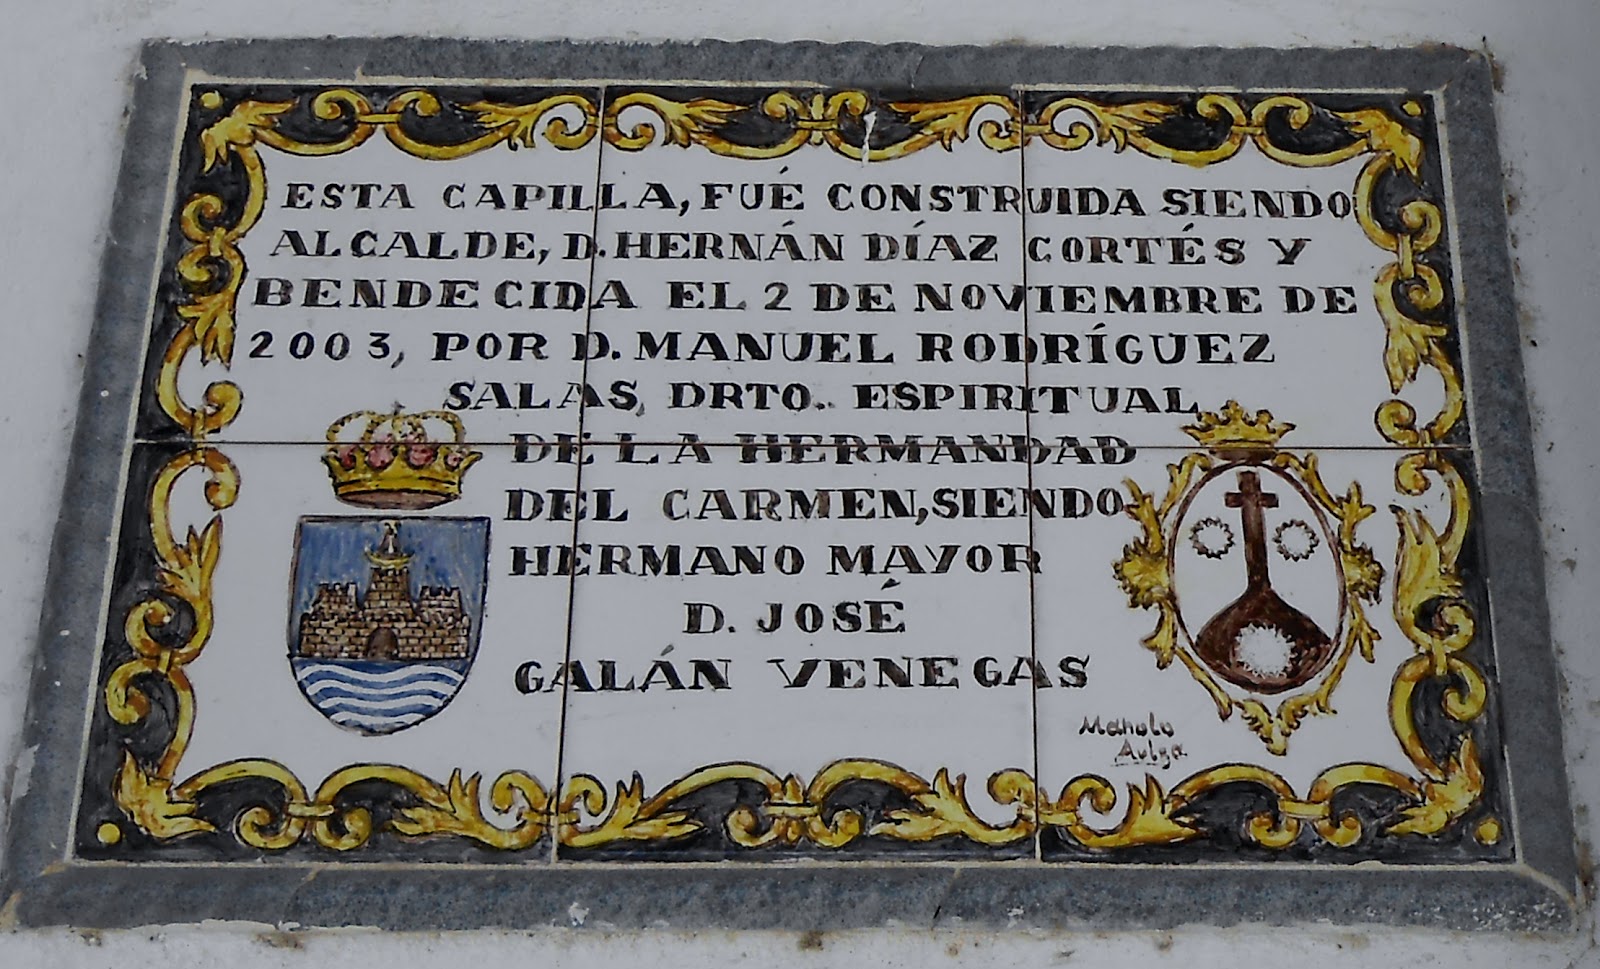 ESTA CAPILLA, FUÉ CONSTRUIDA SIENDO
ALCALDE, D. HERNÁN DÍAZ CORTÉS Y
BENDECIDA EL 2 DE NOVIEMBRE DE
2003, POR D. MANUEL RODRÍGUEZ
SALAS, DRTO. ESPIRITUAL
DE LA HERMANDAD
DEL CARMEN, SIENDO
HERMANO MAYOR
D. JOSÉ
GALÁN VENEGAS
Manolo